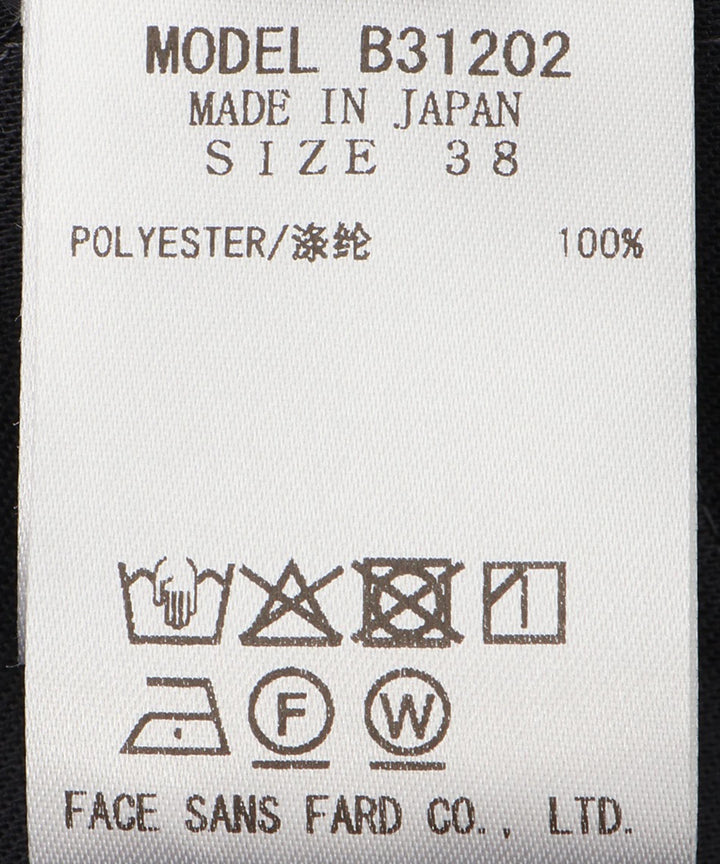 MODEL B31202
MADE IN JAPAN
SIZE 38
POLYESTER/涤纶 100%
F W
FACE SANS FARD CO., LTD.